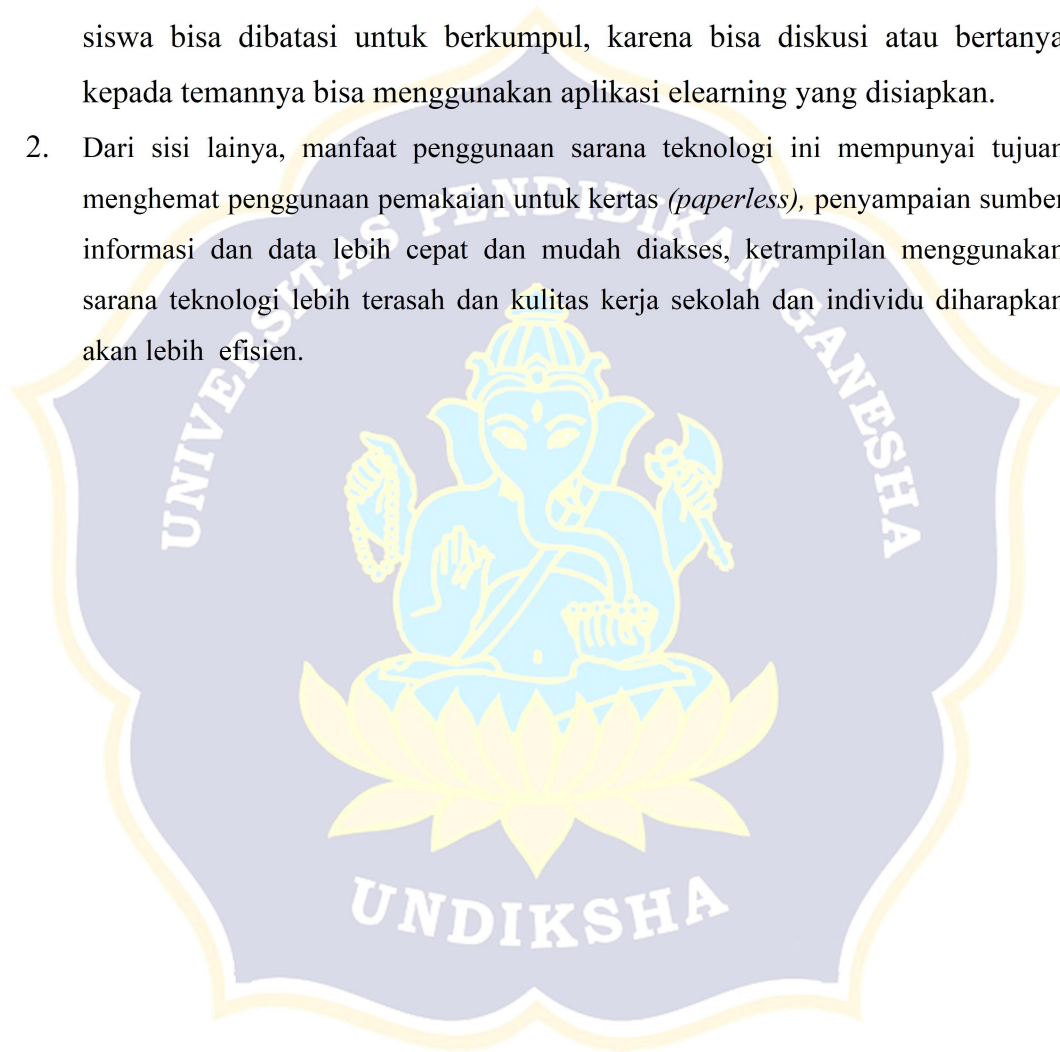 siswa bisa dibatasi untuk berkumpul, karena bisa diskusi atau bertanya
kepada temannya bisa menggunakan aplikasi elearning yang disiapkan.
2. Dari sisi lainya, manfaat penggunaan sarana teknologi ini mempunyai tujuan
menghemat penggunaan pemakaian untuk kertas (paperless), penyampaian sumber
informasi dan data lebih cepat dan mudah diakses, ketrampilan menggunakan
sarana teknologi lebih terasah dan kulitas kerja sekolah dan individu diharapkan
akan lebih efisien.
UNIVERSITAS PENDIDIKAN GANESHA
UNDIKSHA